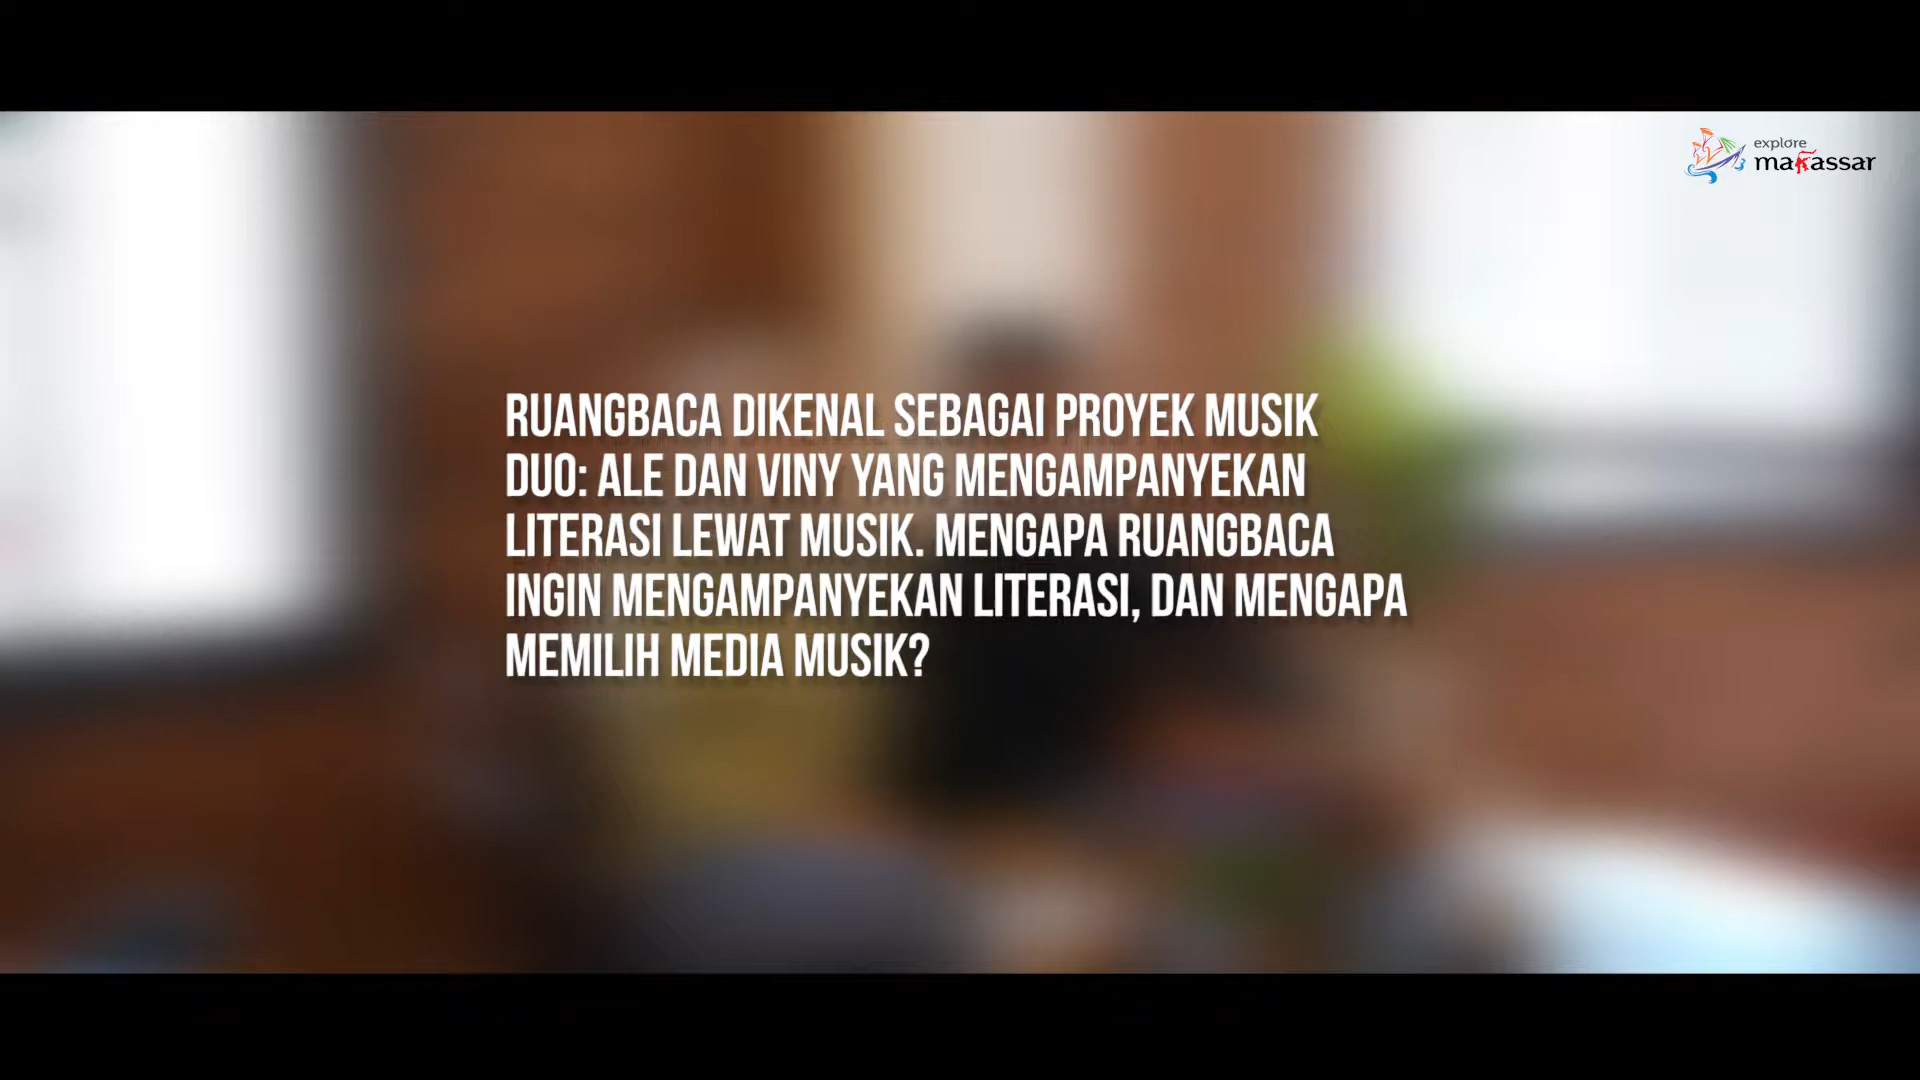 explore
makassar
RUANGBACA DIKENAL SEBAGAI PROYEK MUSIK
DUO: ALE DAN VINY YANG MENGAMPANYEKAN
LITERASI LEWAT MUSIK. MENGAPA RUANGBACA
INGIN MENGAMPANYEKAN LITERASI, DAN MENGAPA
MEMILIH MEDIA MUSIK?